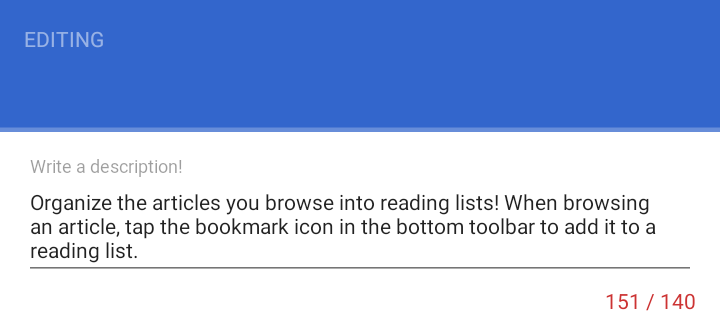 EDITING
Write a description!
Organize the articles you browse into reading lists! When browsing
an article, tap the bookmark icon in the bottom toolbar to add it to a
reading list.
151 / 140